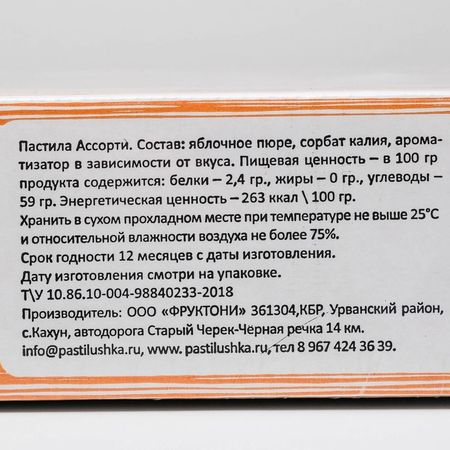 Пастила Ассорти. Состав: яблочное пюре, сорбат калия, арома-
тизатор в зависимости от вкуса. Пищевая ценность – в 100 гр
продукта содержится: белки - 2,4 гр., жиры – 0 гр., углеводы –
59 гр. Энергетическая ценность – 263 ккал \ 100 гр.
Хранить в сухом прохладном месте при температуре не выше 25°С
и относительной влажности воздуха не более 75%.
Срок годности 12 месяцев с даты изготовления.
Дату изготовления смотри на упаковке.
Т\У 10.86.10-004-98840233-2018
Производитель: ООО «ФРУКТОНИ» 361304,КБР, Урванский район,
с.Кахун, автодорога Старый Черек-Чёрная речка 14 км.
info@pastilushka.ru, www. pastilushka.ru,тел 8 967 424 36 39.